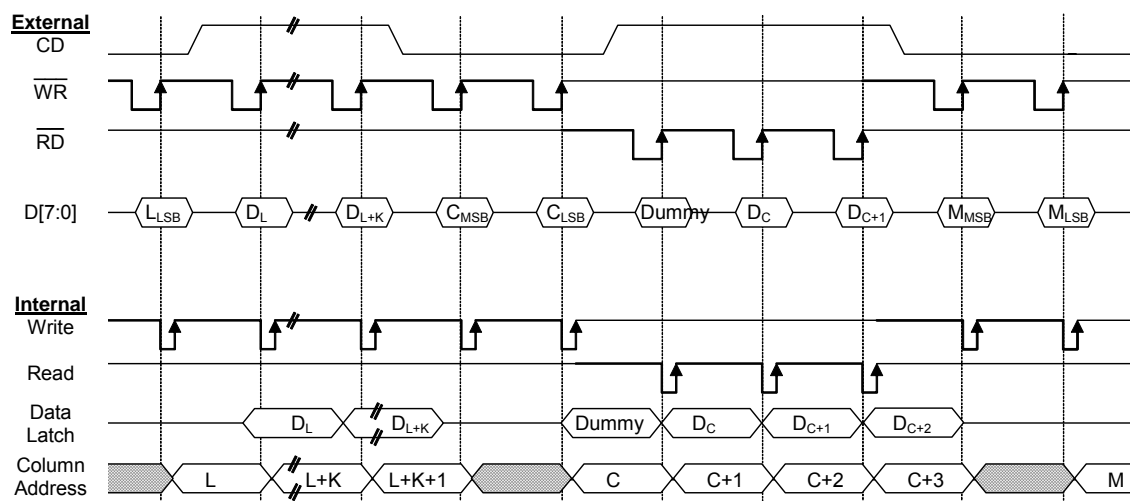 External
CD
WR
RD
D[7:0] LLSB DL DL+K CMSB CLSB Dummy DC DC+1 MMSB MLSB
Internal
Write
Read
Data
Latch
DL DL+K Dummy DC DC+1 DC+2
Column
Address
L L+K L+K+1 C C+1 C+2 C+3 M